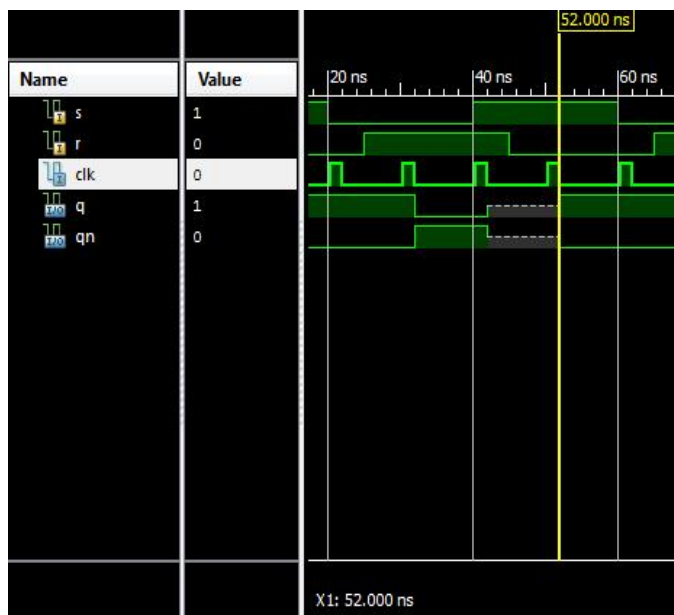 52.000 ns
Name Value
20 ns 40 ns 60 ns
s 1
r 0
clk 0
q 1
qn 0
X1: 52.000 ns